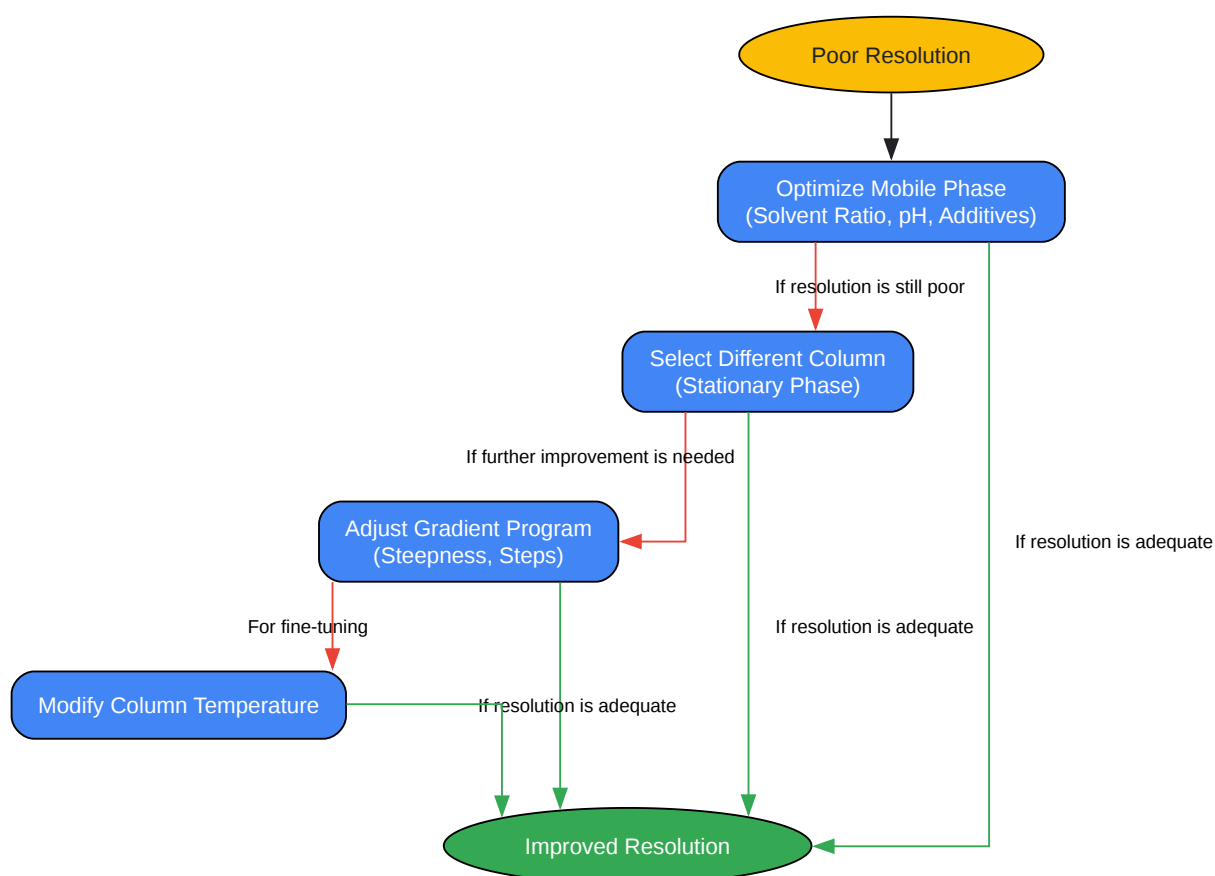 Poor Resolution
Optimize Mobile Phase
(Solvent Ratio, pH, Additives)
If resolution is still poor
Select Different Column
(Stationary Phase)
If further improvement is needed
Adjust Gradient Program
(Steepness, Steps)
If resolution is adequate
For fine-tuning
If resolution is adequate
Modify Column Temperature
If resolution is adequate
Improved Resolution